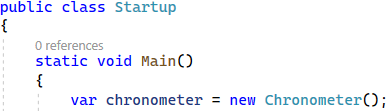 public class Startup
{
0 references
static void Main()
{
var chronometer = new Chronometer();